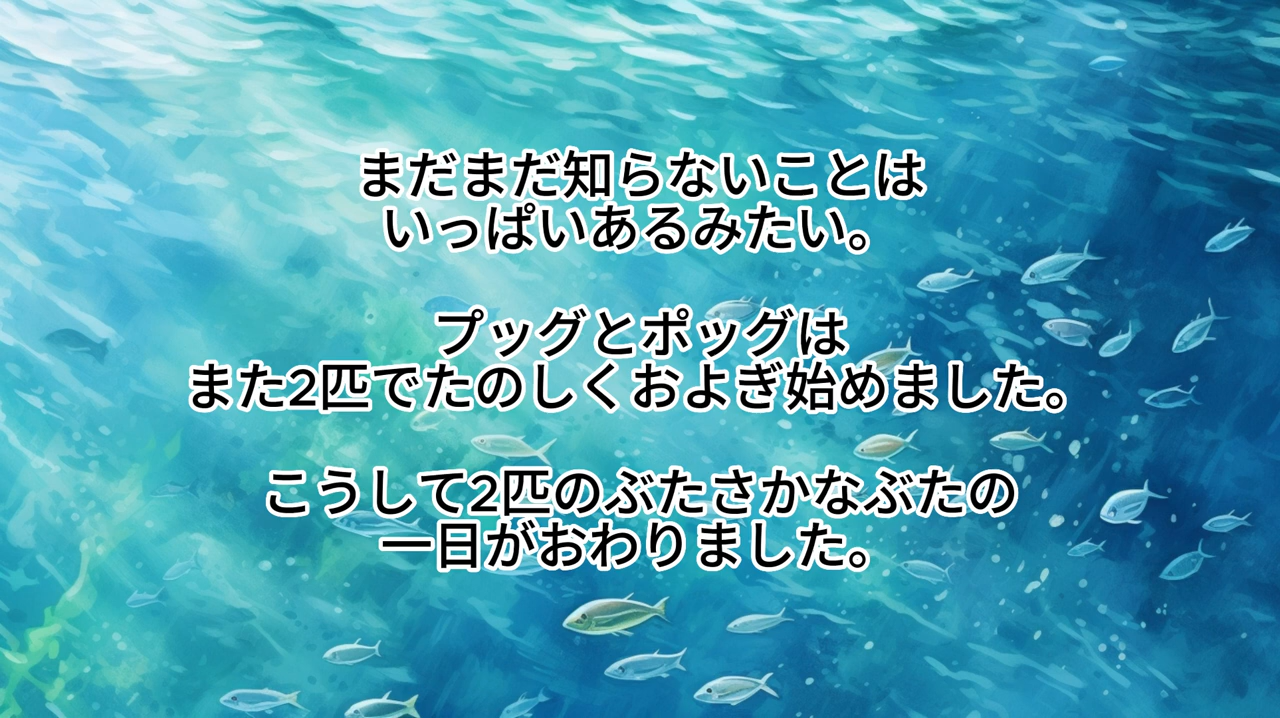 まだまだ知らないことは
いっぱいあるみたい。
プッグとポッグは
また2匹でたのしくおよぎ始めました。
こうして2匹のぶたさかなぶたの
一日がおわりました。